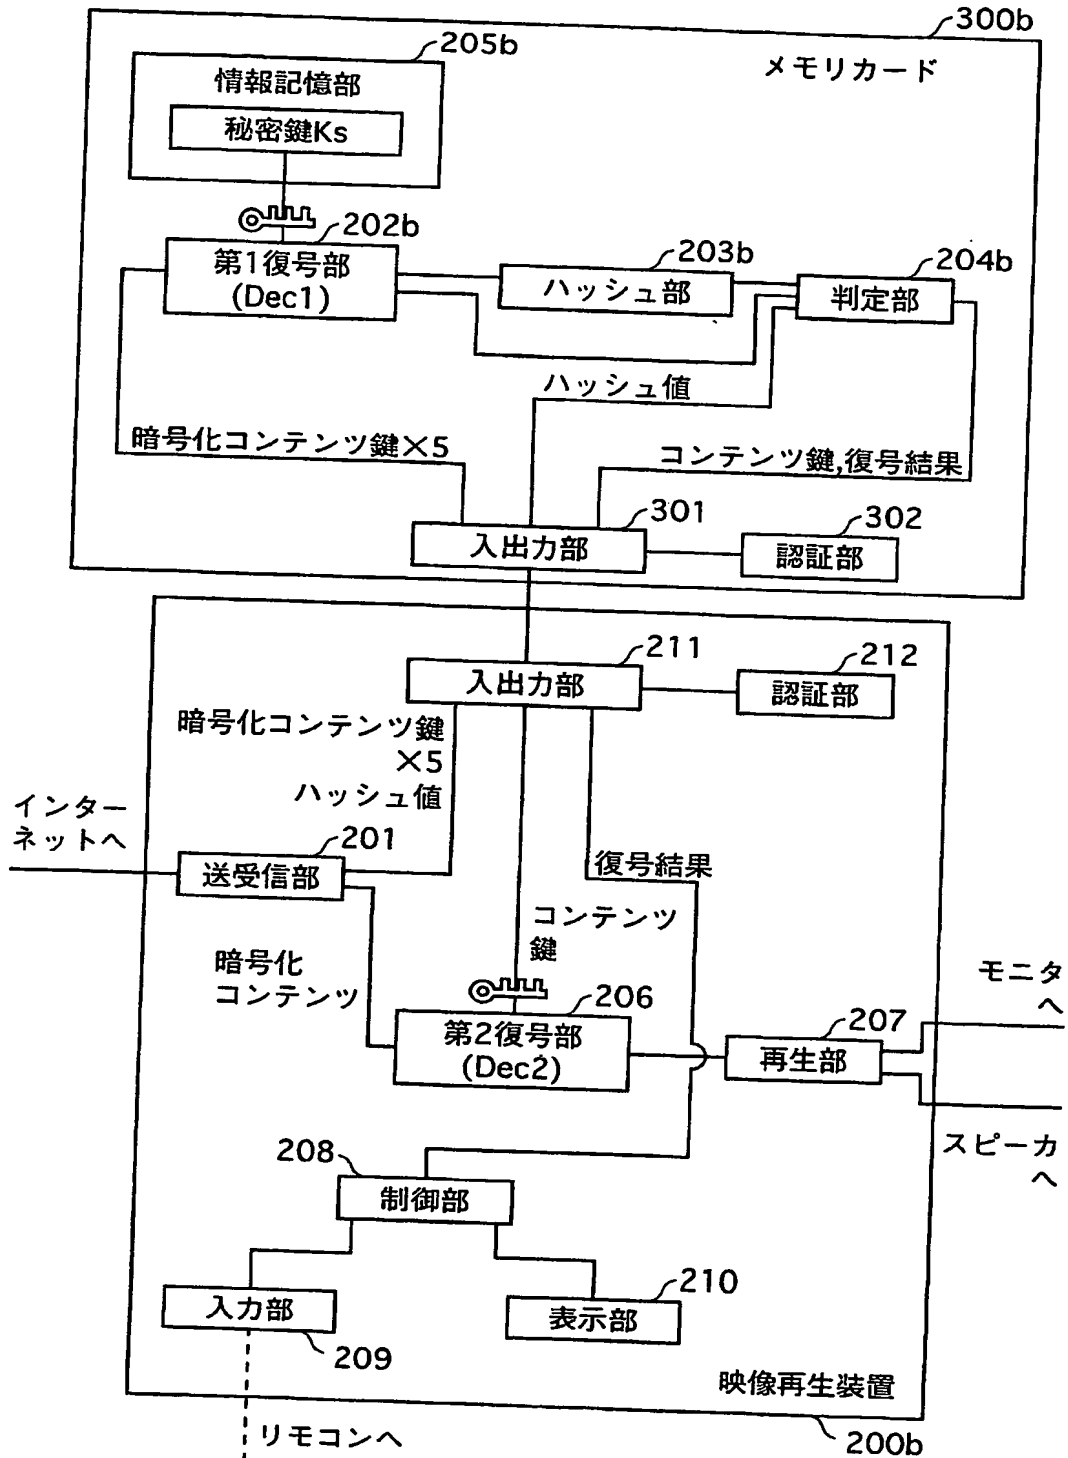 300b
205b
メモリカード
情報記憶部
秘密鍵Ks
202b
203b
204b
第1復号部
(Dec1)
ハッシュ部
判定部
ハッシュ値
暗号化コンテンツ鍵×5
コンテンツ鍵,復号結果
301
302
入出力部
認証部
211
212
入出力部
認証部
暗号化コンテンツ鍵
×5
ハッシュ値
インター
ネットへ
201
送受信部
復号結果
コンテンツ
鍵
暗号化
コンテンツ
モニタ
へ
206
207
第2復号部
(Dec2)
再生部
スピーカ
へ
208
制御部
210
入力部
表示部
209
映像再生装置
リモコンへ
200b